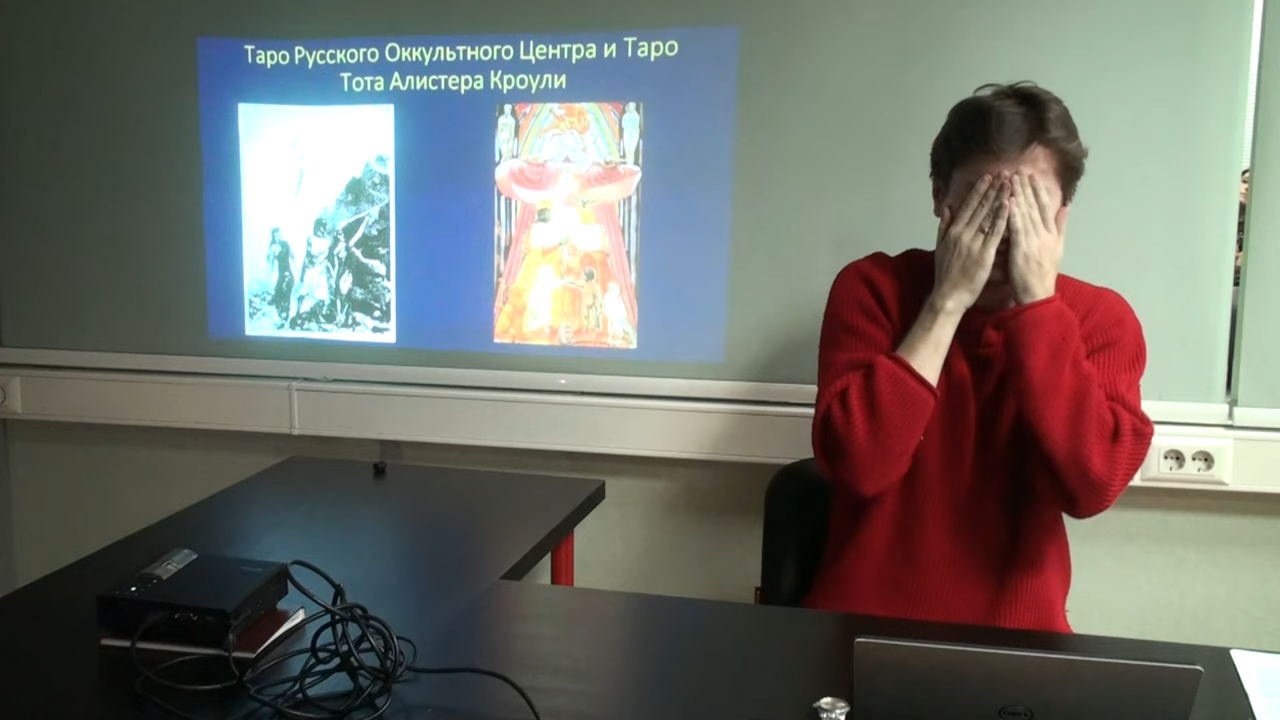 Таро Русского Оккультного Центра и Таро
Тота Алистера Кроули